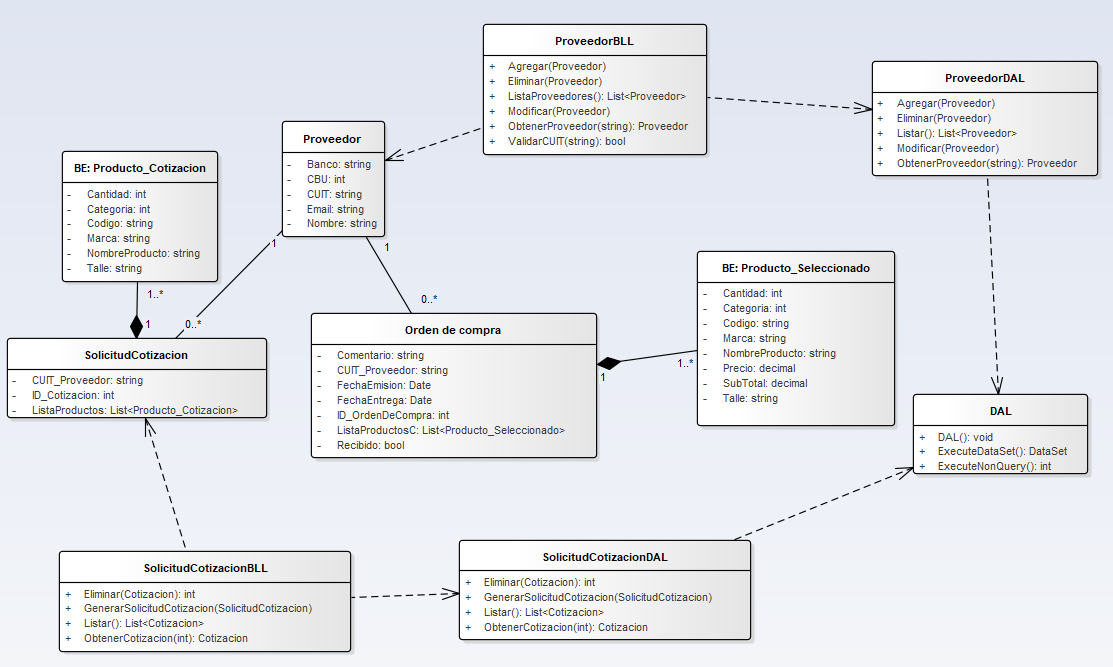 ProveedorBLL
+ Agregar(Proveedor)
+ Eliminar(Proveedor)
+ ListaProveedores(): List<Proveedor>
+ Modificar(Proveedor)
+ ObtenerProveedor(string): Proveedor
+ ValidarCUIT(string): bool
ProveedorDAL
+ Agregar(Proveedor)
+ Eliminar(Proveedor)
+ Listar(): List<Proveedor>
+ Modificar(Proveedor)
+ ObtenerProveedor(string): Proveedor
Proveedor
- Banco: string
- CBU: int
- CUIT: string
- Email: string
- Nombre: string
BE: Producto_Cotizacion
- Cantidad: int
- Categoria: int
- Codigo: string
- Marca: string
- NombreProducto: string
- Talle: string
1
1
1..*
1
0..*
0..*
BE: Producto_Seleccionado
- Cantidad: int
- Categoria: int
- Codigo: string
- Marca: string
- NombreProducto: string
- Precio: decimal
- SubTotal: decimal
- Talle: string
SolicitudCotizacion
- CUIT_Proveedor: string
- ID_Cotizacion: int
- ListaProductos: List<Producto_Cotizacion>
Orden de compra
- Comentario: string
- CUIT_Proveedor: string
- FechaEmision: Date
- FechaEntrega: Date
- ID_OrdenDeCompra: int
- ListaProductosC: List<Producto_Seleccionado>
- Recibido: bool
1
1..*
DAL
+ DAL(): void
+ ExecuteDataSet(): DataSet
+ ExecuteNonQuery(): int
SolicitudCotizacionBLL
+ Eliminar(Cotizacion): int
+ GenerarSolicitudCotizacion(SolicitudCotizacion)
+ Listar(): List<Cotizacion>
+ ObtenerCotizacion(int): Cotizacion
SolicitudCotizacionDAL
+ Eliminar(Cotizacion): int
+ GenerarSolicitudCotizacion(SolicitudCotizacion)
+ Listar(): List<Cotizacion>
+ ObtenerCotizacion(int): Cotizacion